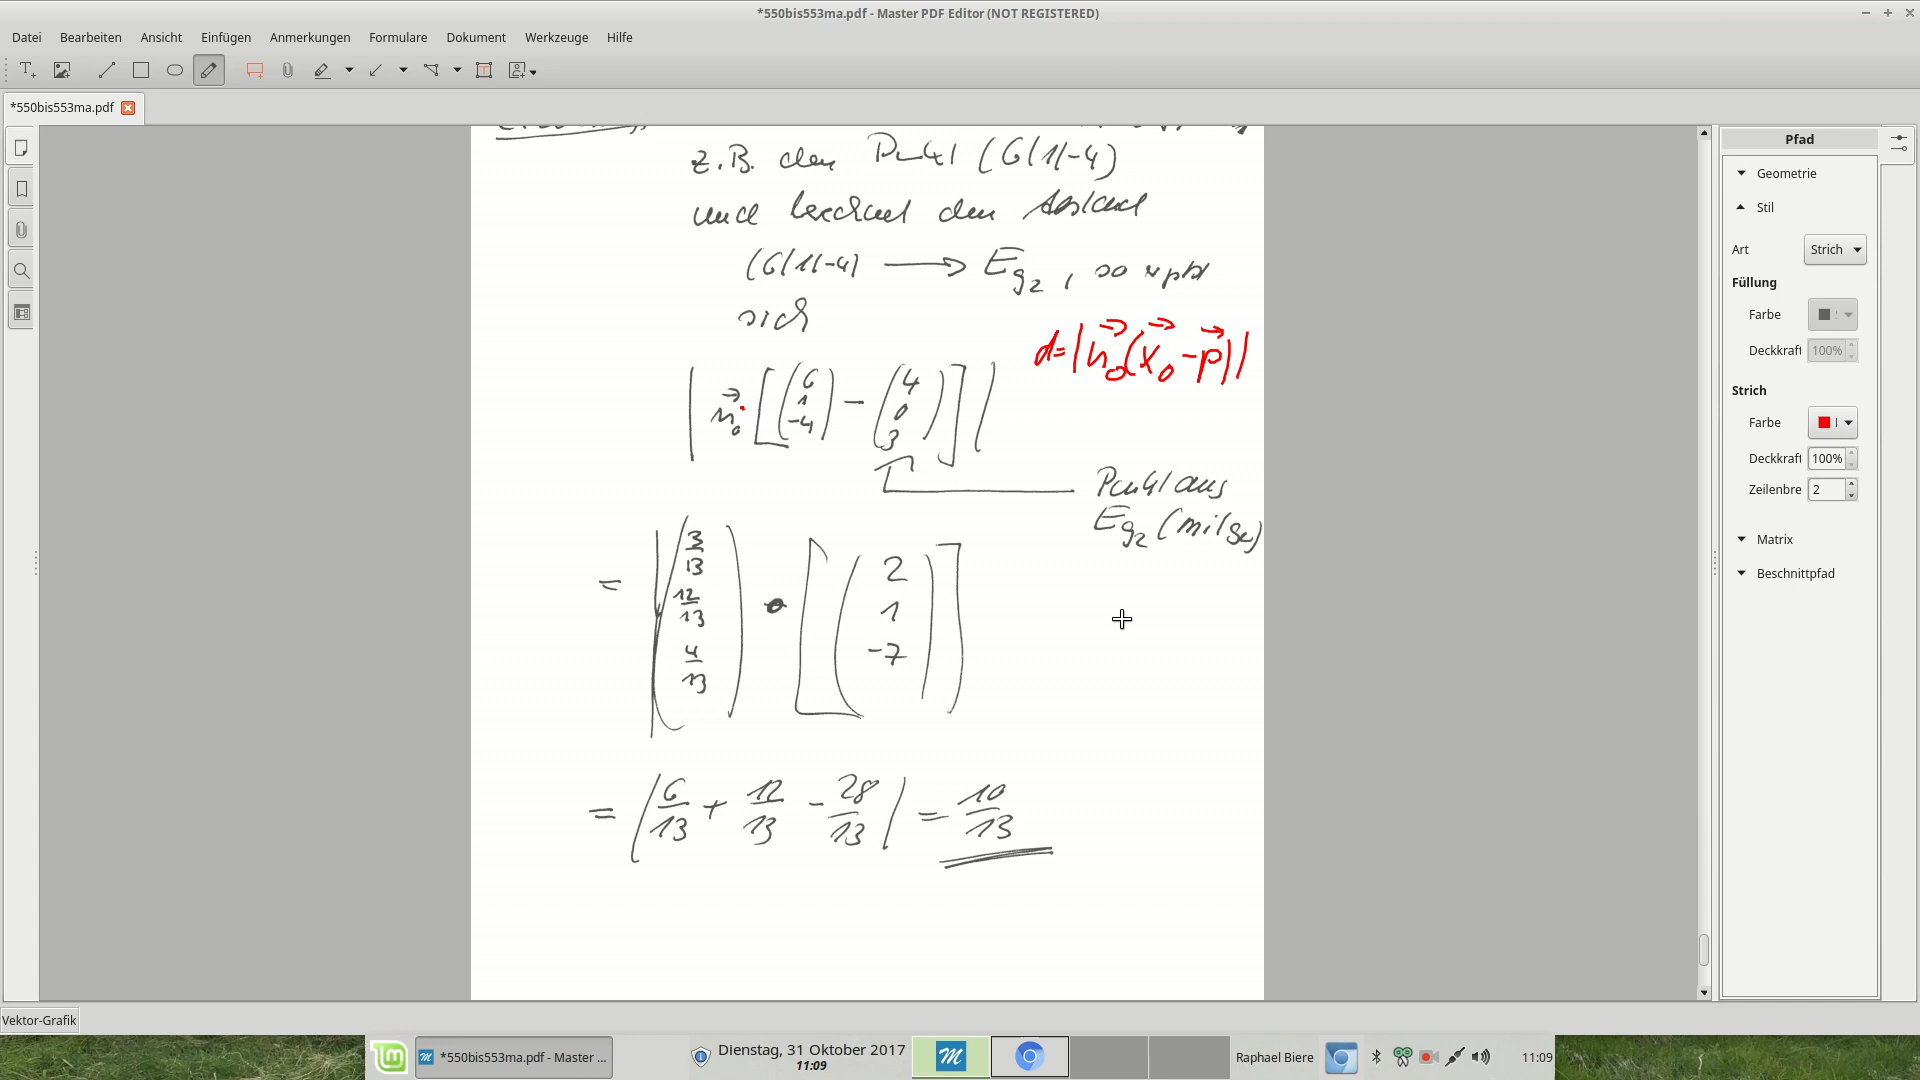 *550bis553ma.pdf - Master PDF Editor (NOT REGISTERED)
Datei Bearbeiten Ansicht Einfügen Anmerkungen Formulare Dokument Werkzeuge Hilfe
*550bis553ma.pdf
z.B. den Punkt (6|1|-4)
und berechnet den Abstand
(6|1|-4) → E_g2, so ergibt
sich
d=|n⃗₀(x⃗₀-p⃗)|
|n⃗₀·[(6 1 -4) - (4 0 3)]|
Punkt aus
E_g2 (mit g2)
= |(3/13 12/13 4/13) • [(2 1 -7)]
= |6/13 + 12/13 - 28/13| = 10/13
Pfad
Geometrie
Stil
Art Strich
Füllung
Farbe
Deckkraft 100%
Strich
Farbe
Deckkraft 100%
Zeilenbre 2
Matrix
Beschnittpfad
Vektor-Grafik
*550bis553ma.pdf - Master ...
Dienstag, 31 Oktober 2017
11:09
Raphael Biere
11:09